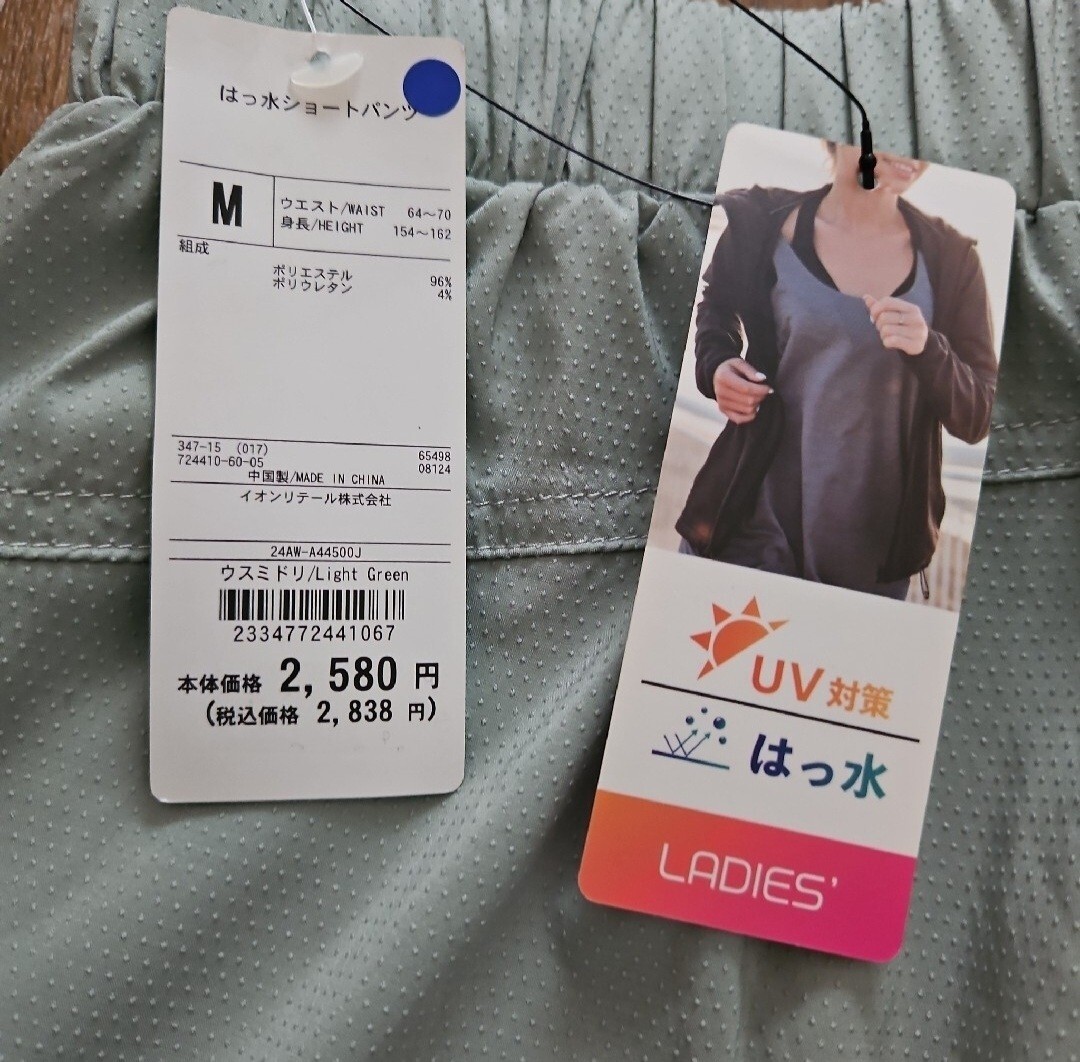 はっ水ショートパンツ
M
ウエスト/WAIST 64～70
身長/HEIGHT 154～162
組成
ポリエステル 96%
ポリウレタン 4%
347-15 (017) 65498
724410-60-05 08124
中国製/MADE IN CHINA
イオンリテール株式会社
24AW-A44500J
ウスミドリ/Light Green
2334772441067
本体価格 2,580 円
(税込価格 2,838 円)
UV対策
はっ水
LADIES'